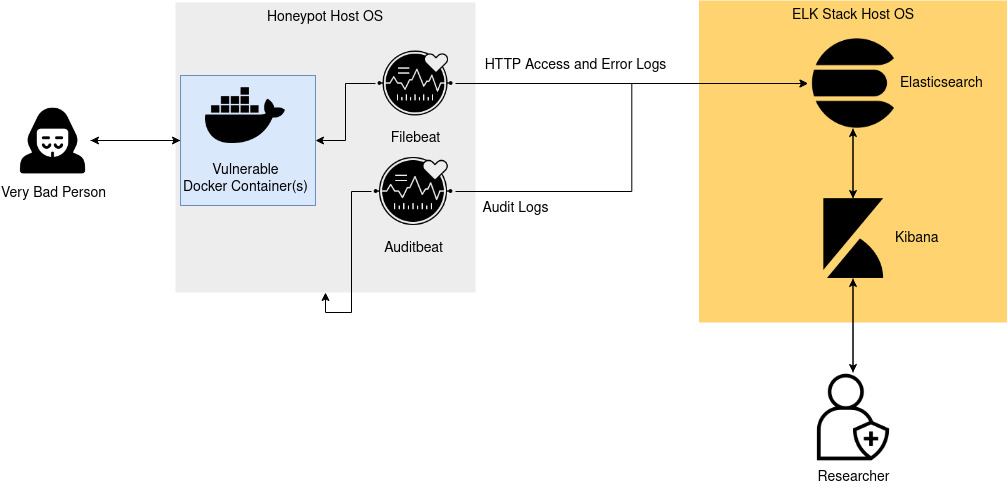 Honeypot Host OS
ELK Stack Host OS
HTTP Access and Error Logs
Elasticsearch
Filebeat
Vulnerable
Docker Container(s)
Very Bad Person
Audit Logs
Auditbeat
Kibana
Researcher